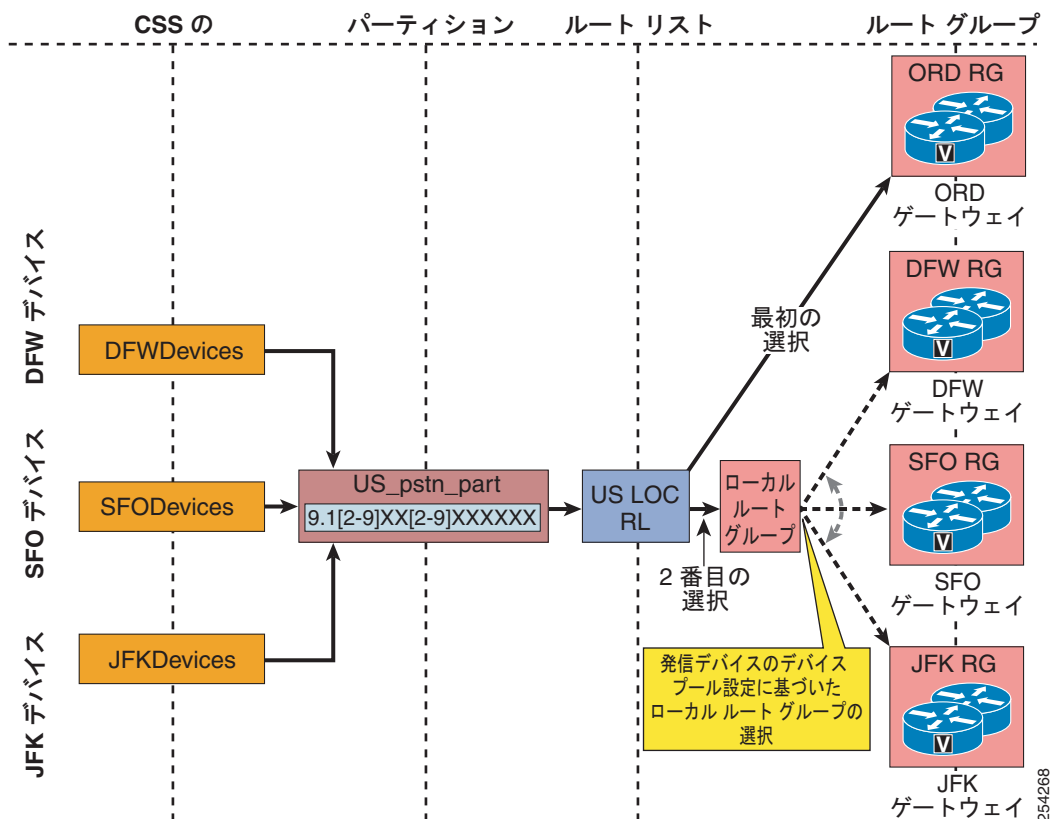 CSS の
パーティション
ルート リスト
ルート グループ
DFW デバイス
SFO デバイス
JFK デバイス
DFWDevices
SFODevices
JFKDevices
US_pstn_part
9.1[2-9]XX[2-9]XXXXXX
US LOC
RL
最初の
選択
2 番目の
選択
ローカル
ルート
グループ
発信デバイスのデバイス
プール設定に基づいた
ローカル ルート グループの
選択
ORD RG
V
ORD
ゲートウェイ
DFW RG
V
DFW
ゲートウェイ
SFO RG
V
SFO
ゲートウェイ
JFK RG
V
JFK
ゲートウェイ
254268